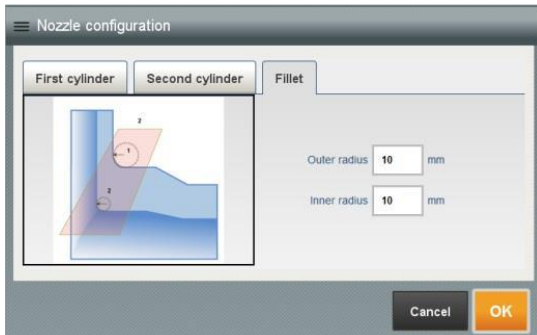 Nozzle configuration
First cylinder
Second cylinder
Fillet
2
1
2
Outer radius 10 mm
Inner radius 10 mm
Cancel
OK